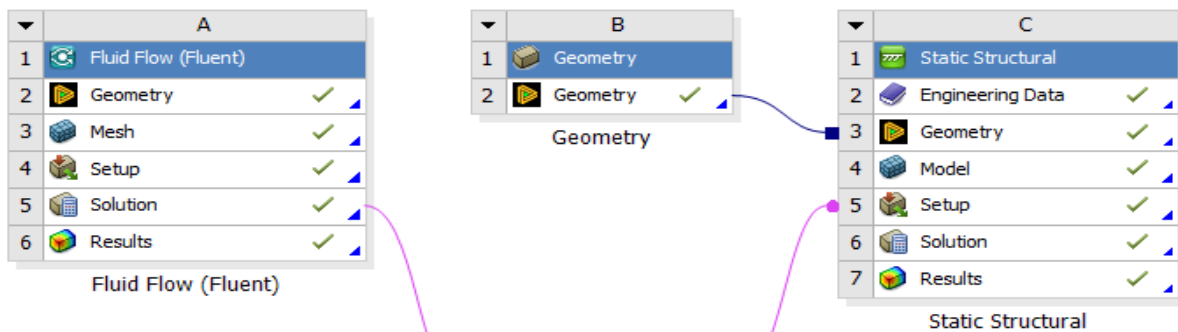 A
1 Fluid Flow (Fluent)
2 Geometry
3 Mesh
4 Setup
5 Solution
6 Results
Fluid Flow (Fluent)
B
1 Geometry
2 Geometry
Geometry
C
1 Static Structural
2 Engineering Data
3 Geometry
4 Model
5 Setup
6 Solution
7 Results
Static Structural